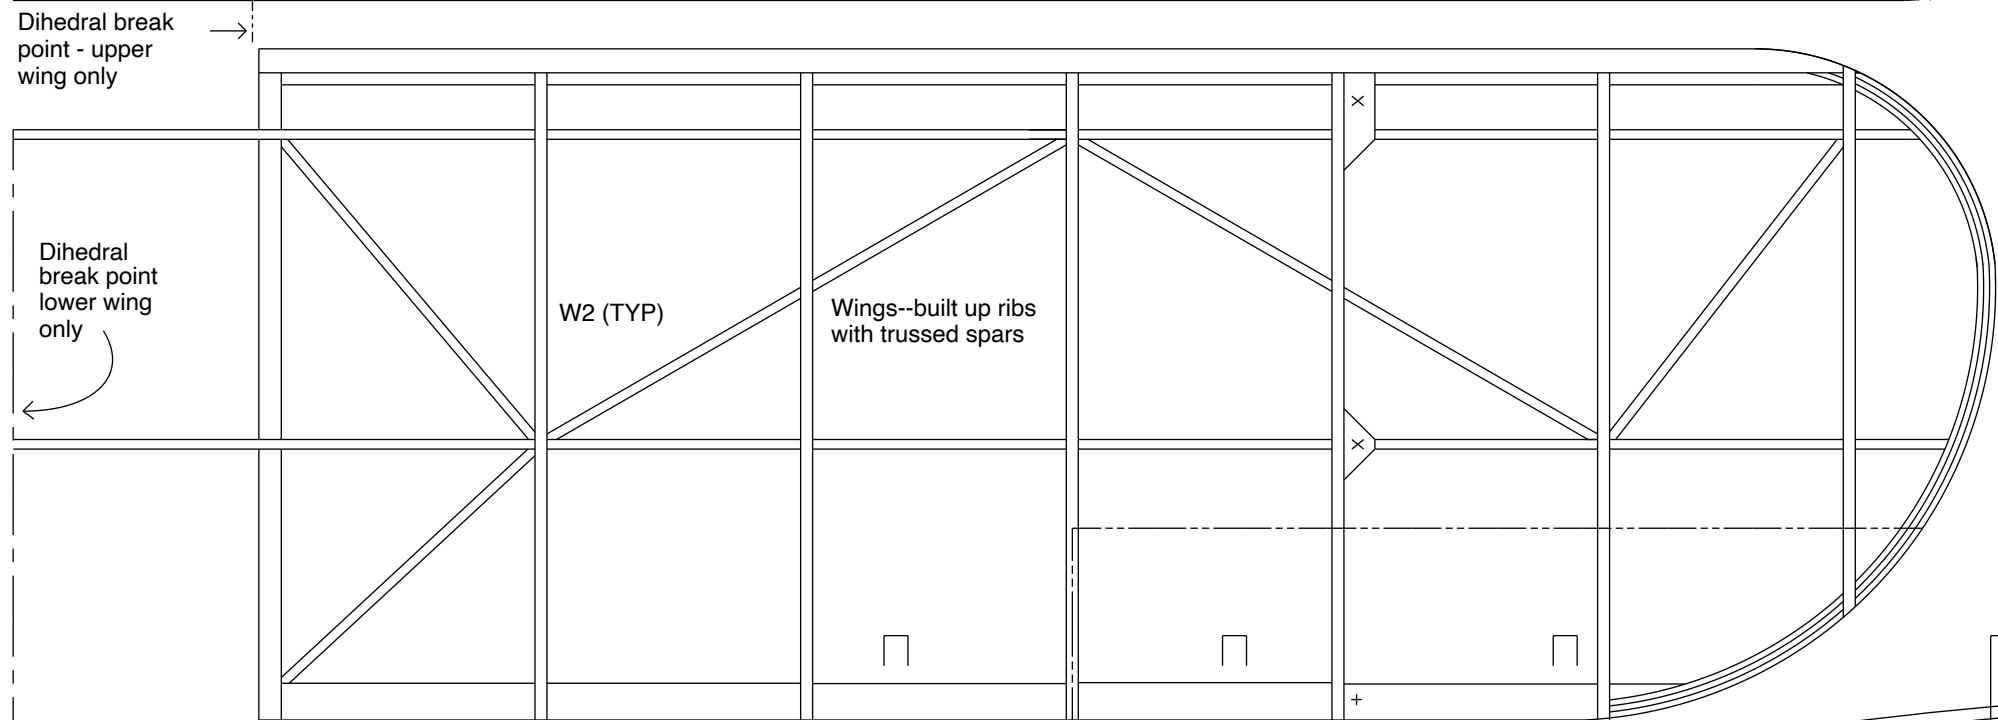 Dihedral break
point - upper
wing only
Dihedral
break point
lower wing
only
W2 (TYP)
Wings--built up ribs
with trussed spars